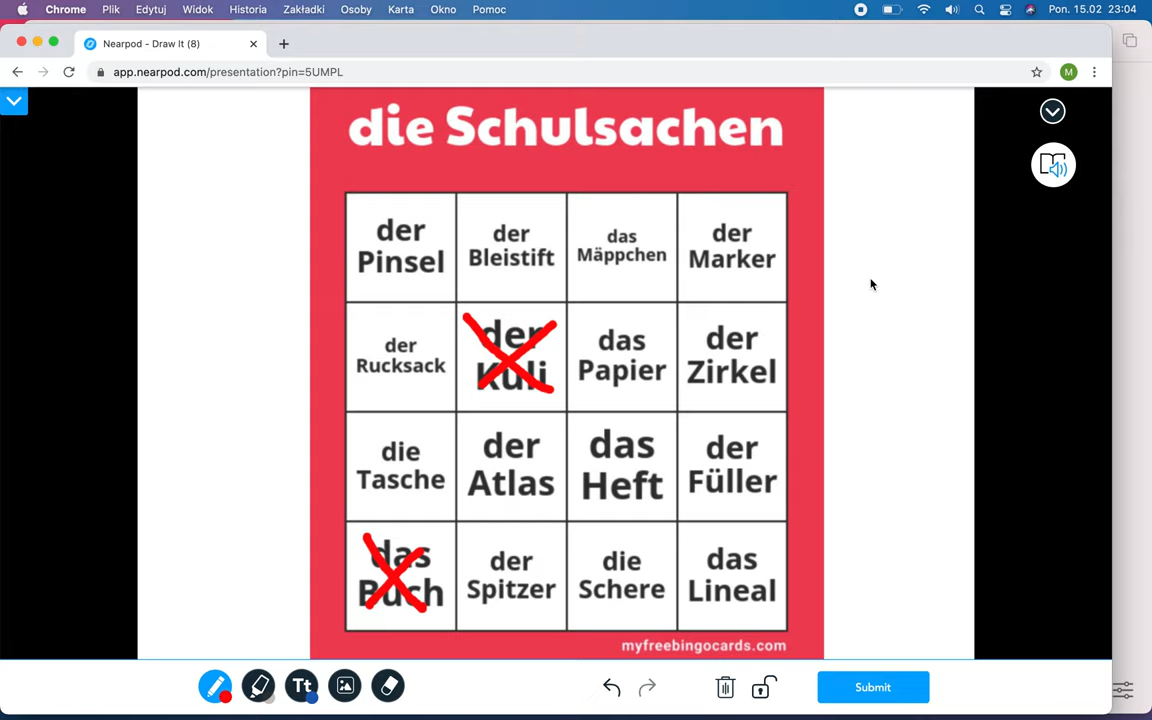 Chrome Plik Edytuj Widok Historia Zakładki Osoby Karta Okno Pomoc Pon. 15.02 23:04
Nearpod - Draw It (8)
app.nearpod.com/presentation?pin=5UMPL
M
die Schulsachen
der
Pinsel
der
Bleistift
das
Mäppchen
der
Marker
der
Rucksack
der
Kuli
das
Papier
der
Zirkel
die
Tasche
der
Atlas
das
Heft
der
Füller
das
Buch
der
Spitzer
die
Schere
das
Lineal
myfreebingocards.com
Tt
Submit